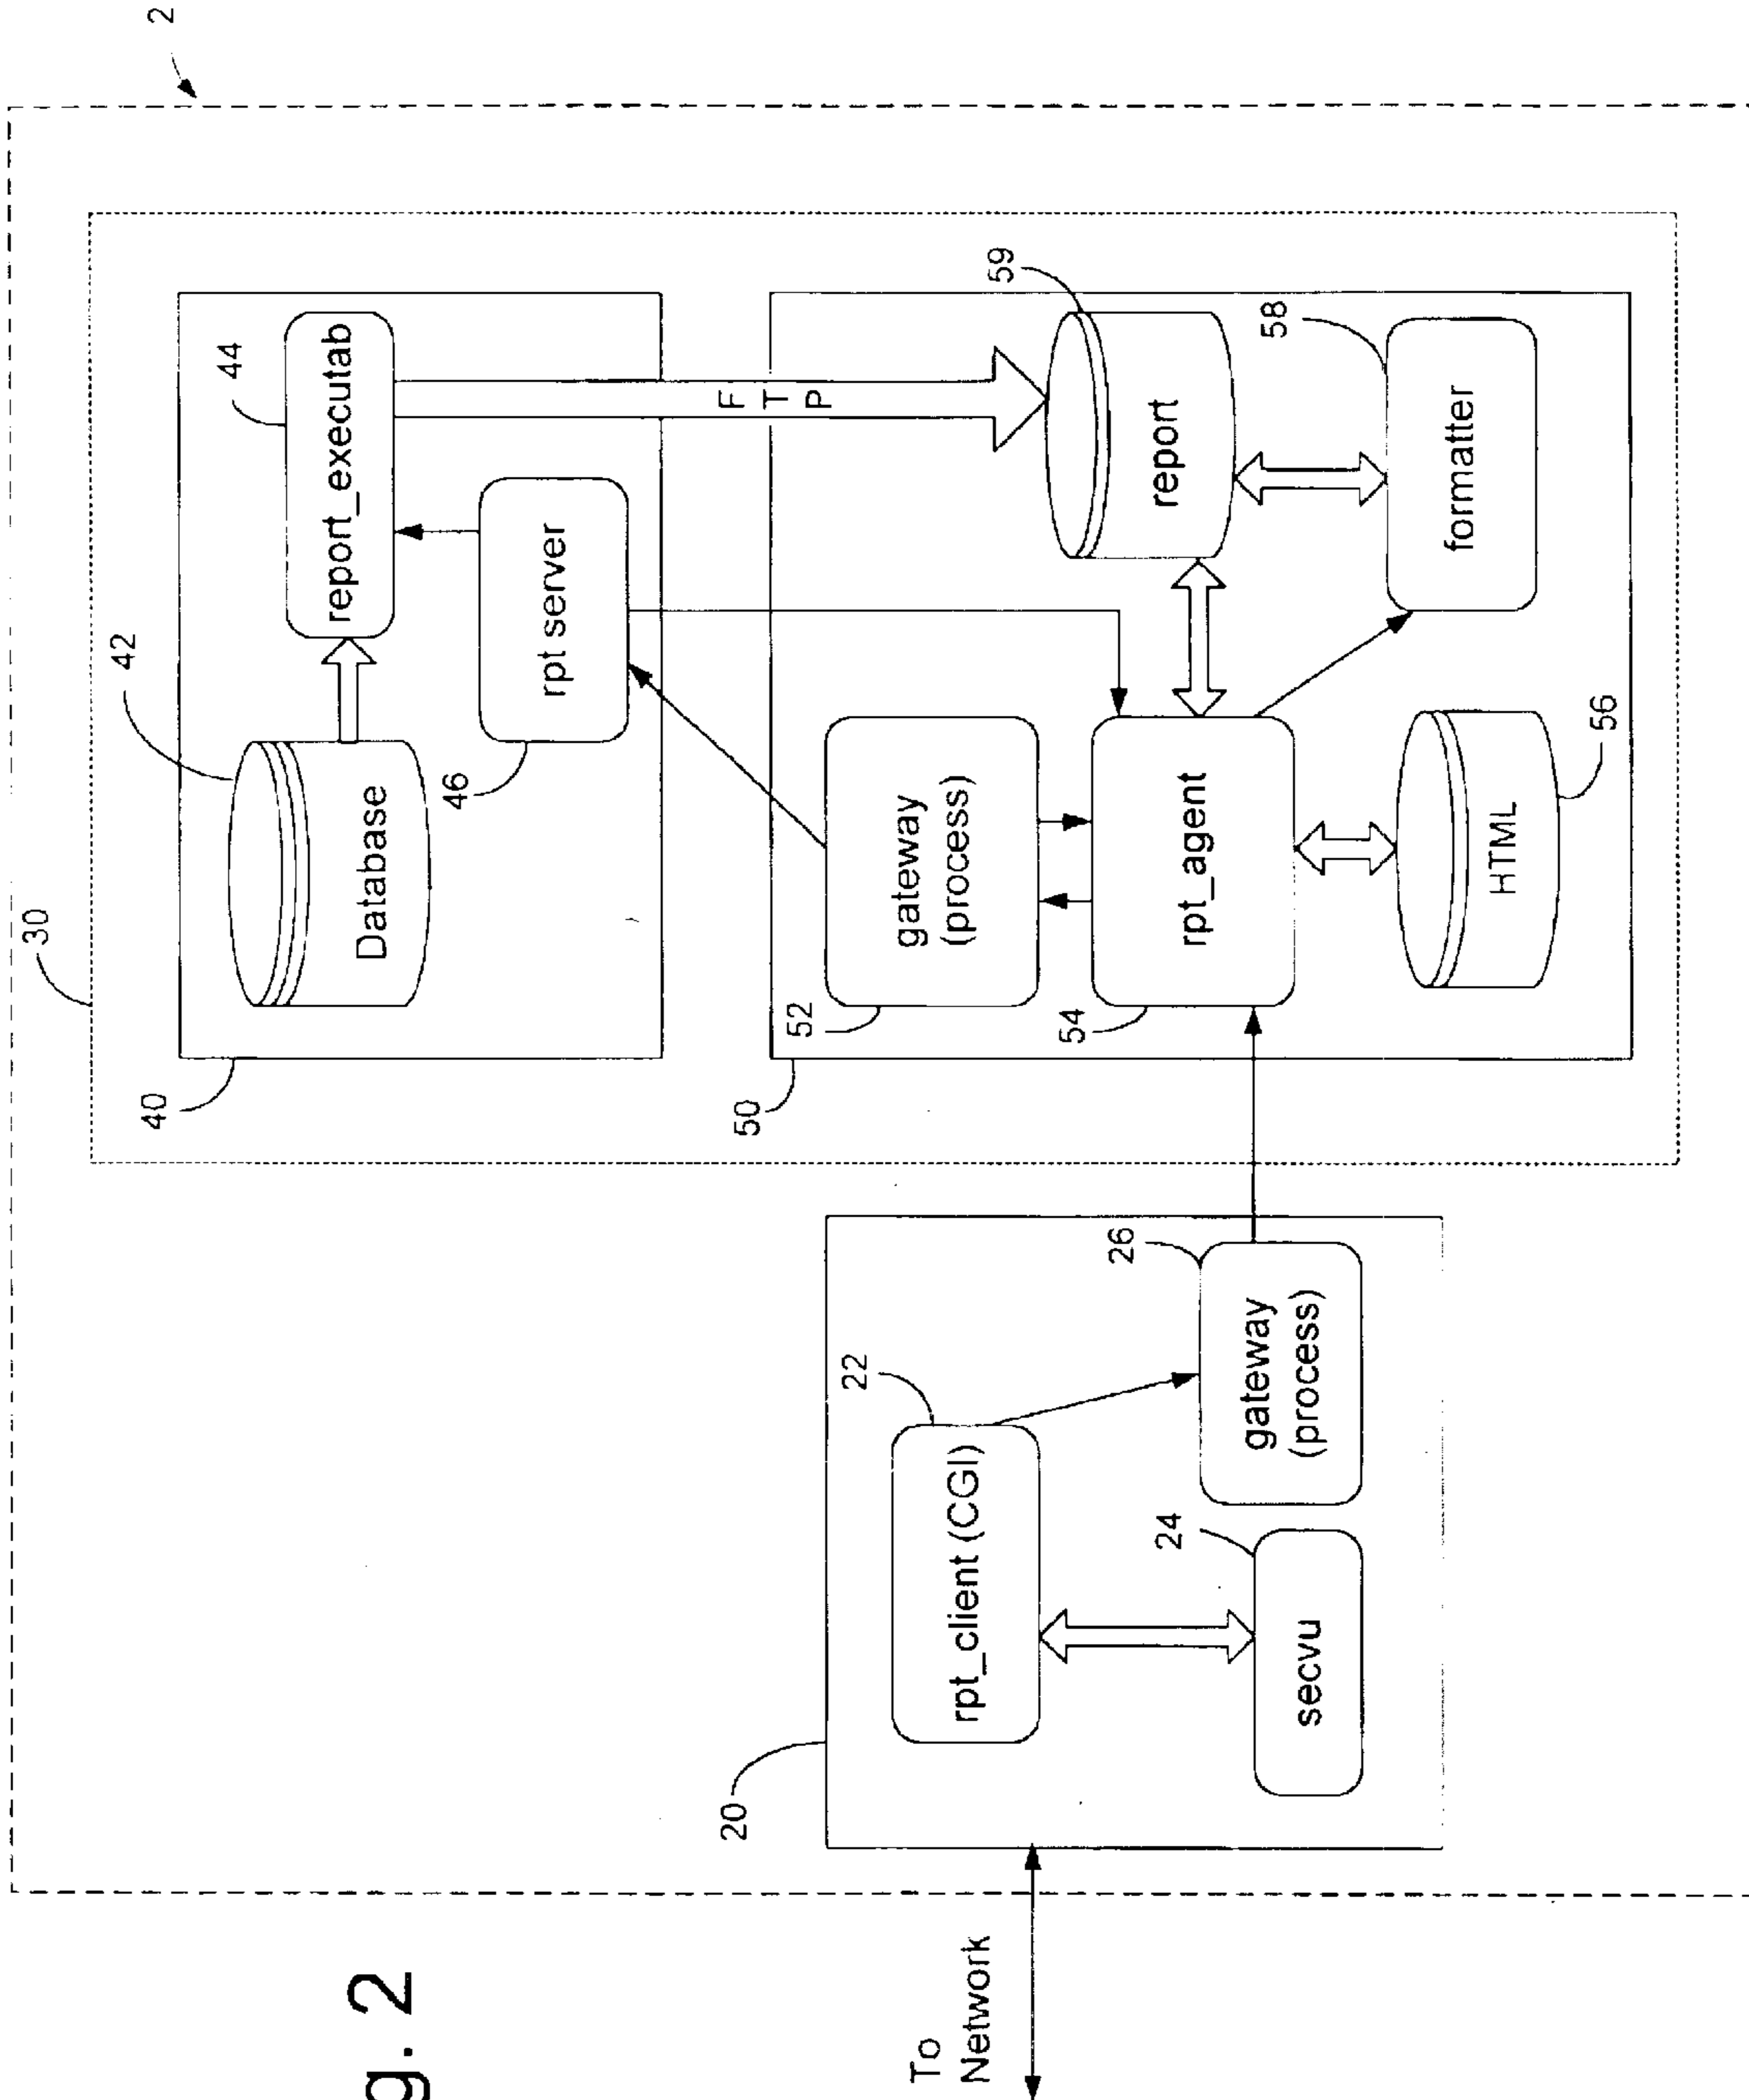 g. 2
2
30
40
42
Database
44
report_executab
46
rpt server
F
T
P
50
52
gateway
(process)
54
rpt_agent
59
report
58
formatter
56
HTML
20
22
rpt_client (CGI)
24
secvu
26
gateway
(process)
To
Network